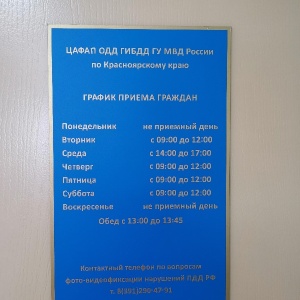 ЦАФАП ОДД ГИБДД ГУ МВД России
по Красноярскому краю
ГРАФИК ПРИЕМА ГРАЖДАН
Понедельник не приемный день
Вторник с 09:00 до 12:00
Среда с 14:00 до 17:00
Четверг с 09:00 до 12:00
Пятница с 09:00 до 12:00
Суббота с 09:00 до 12:00
Воскресенье не приемный день
Обед с 13:00 до 13:45
Контактный телефон по вопросам
фото-видеофиксации нарушений ПДД РФ